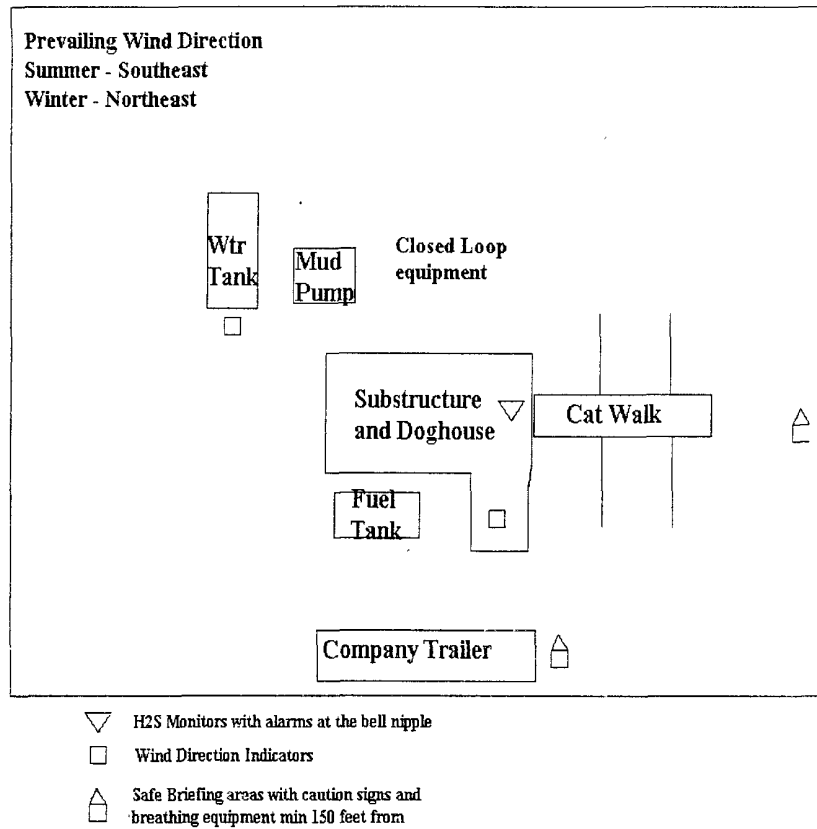 Prevailing Wind Direction
Summer - Southeast
Winter - Northeast
Wtr
Tank
Mud
Pump
Closed Loop
equipment
Substructure
and Doghouse
Cat Walk
Fuel
Tank
Company Trailer
H2S Monitors with alarms at the bell nipple
Wind Direction Indicators
Safe Briefing areas with caution signs and
breathing equipment min 150 feet from